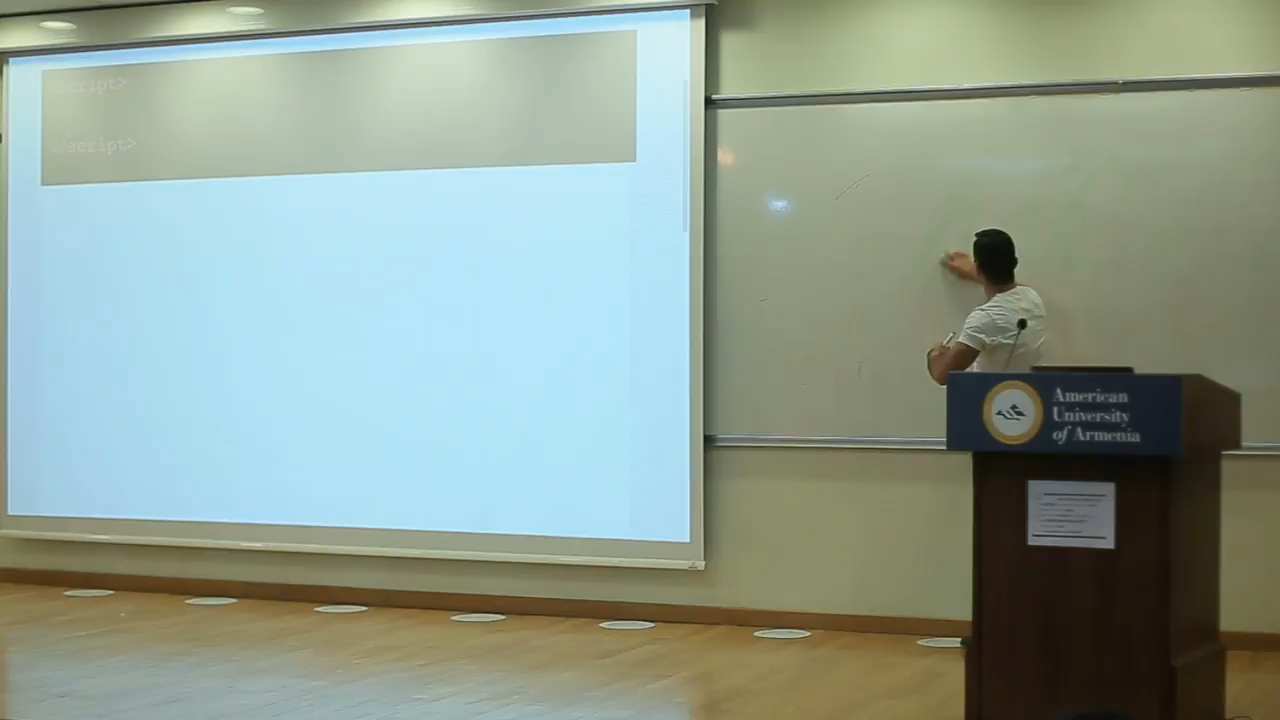 <script>
</script>
American
University
of Armenia